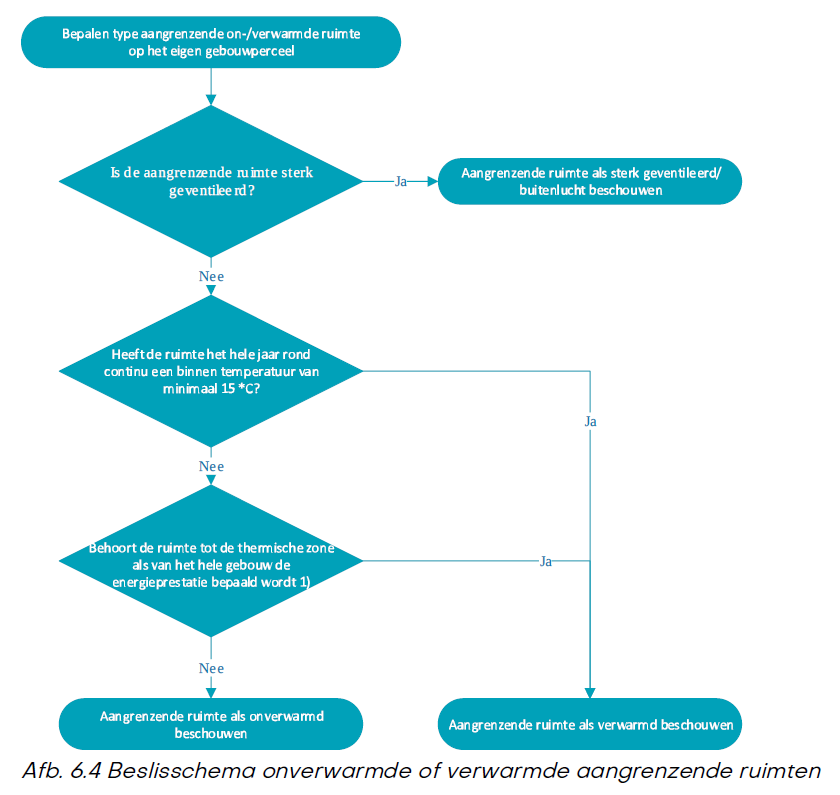 Bepalen type aangrenzende on-/verwarmde ruimte
op het eigen gebouwperceel
Is de aangrenzende ruimte sterk
geventileerd?
Ja
Aangrenzende ruimte als sterk geventileerd/
buitenlucht beschouwen
Nee
Heeft de ruimte het hele jaar rond
continu een binnen temperatuur van
minimaal 15 *C?
Ja
Nee
Behoort de ruimte tot de thermische zone
als van het hele gebouw de
energieprestatie bepaald wordt 1)
Ja
Nee
Aangrenzende ruimte als onverwarmd
beschouwen
Aangrenzende ruimte als verwarmd beschouwen
Afb. 6.4 Beslisschema onverwarmde of verwarmde aangrenzende ruimten